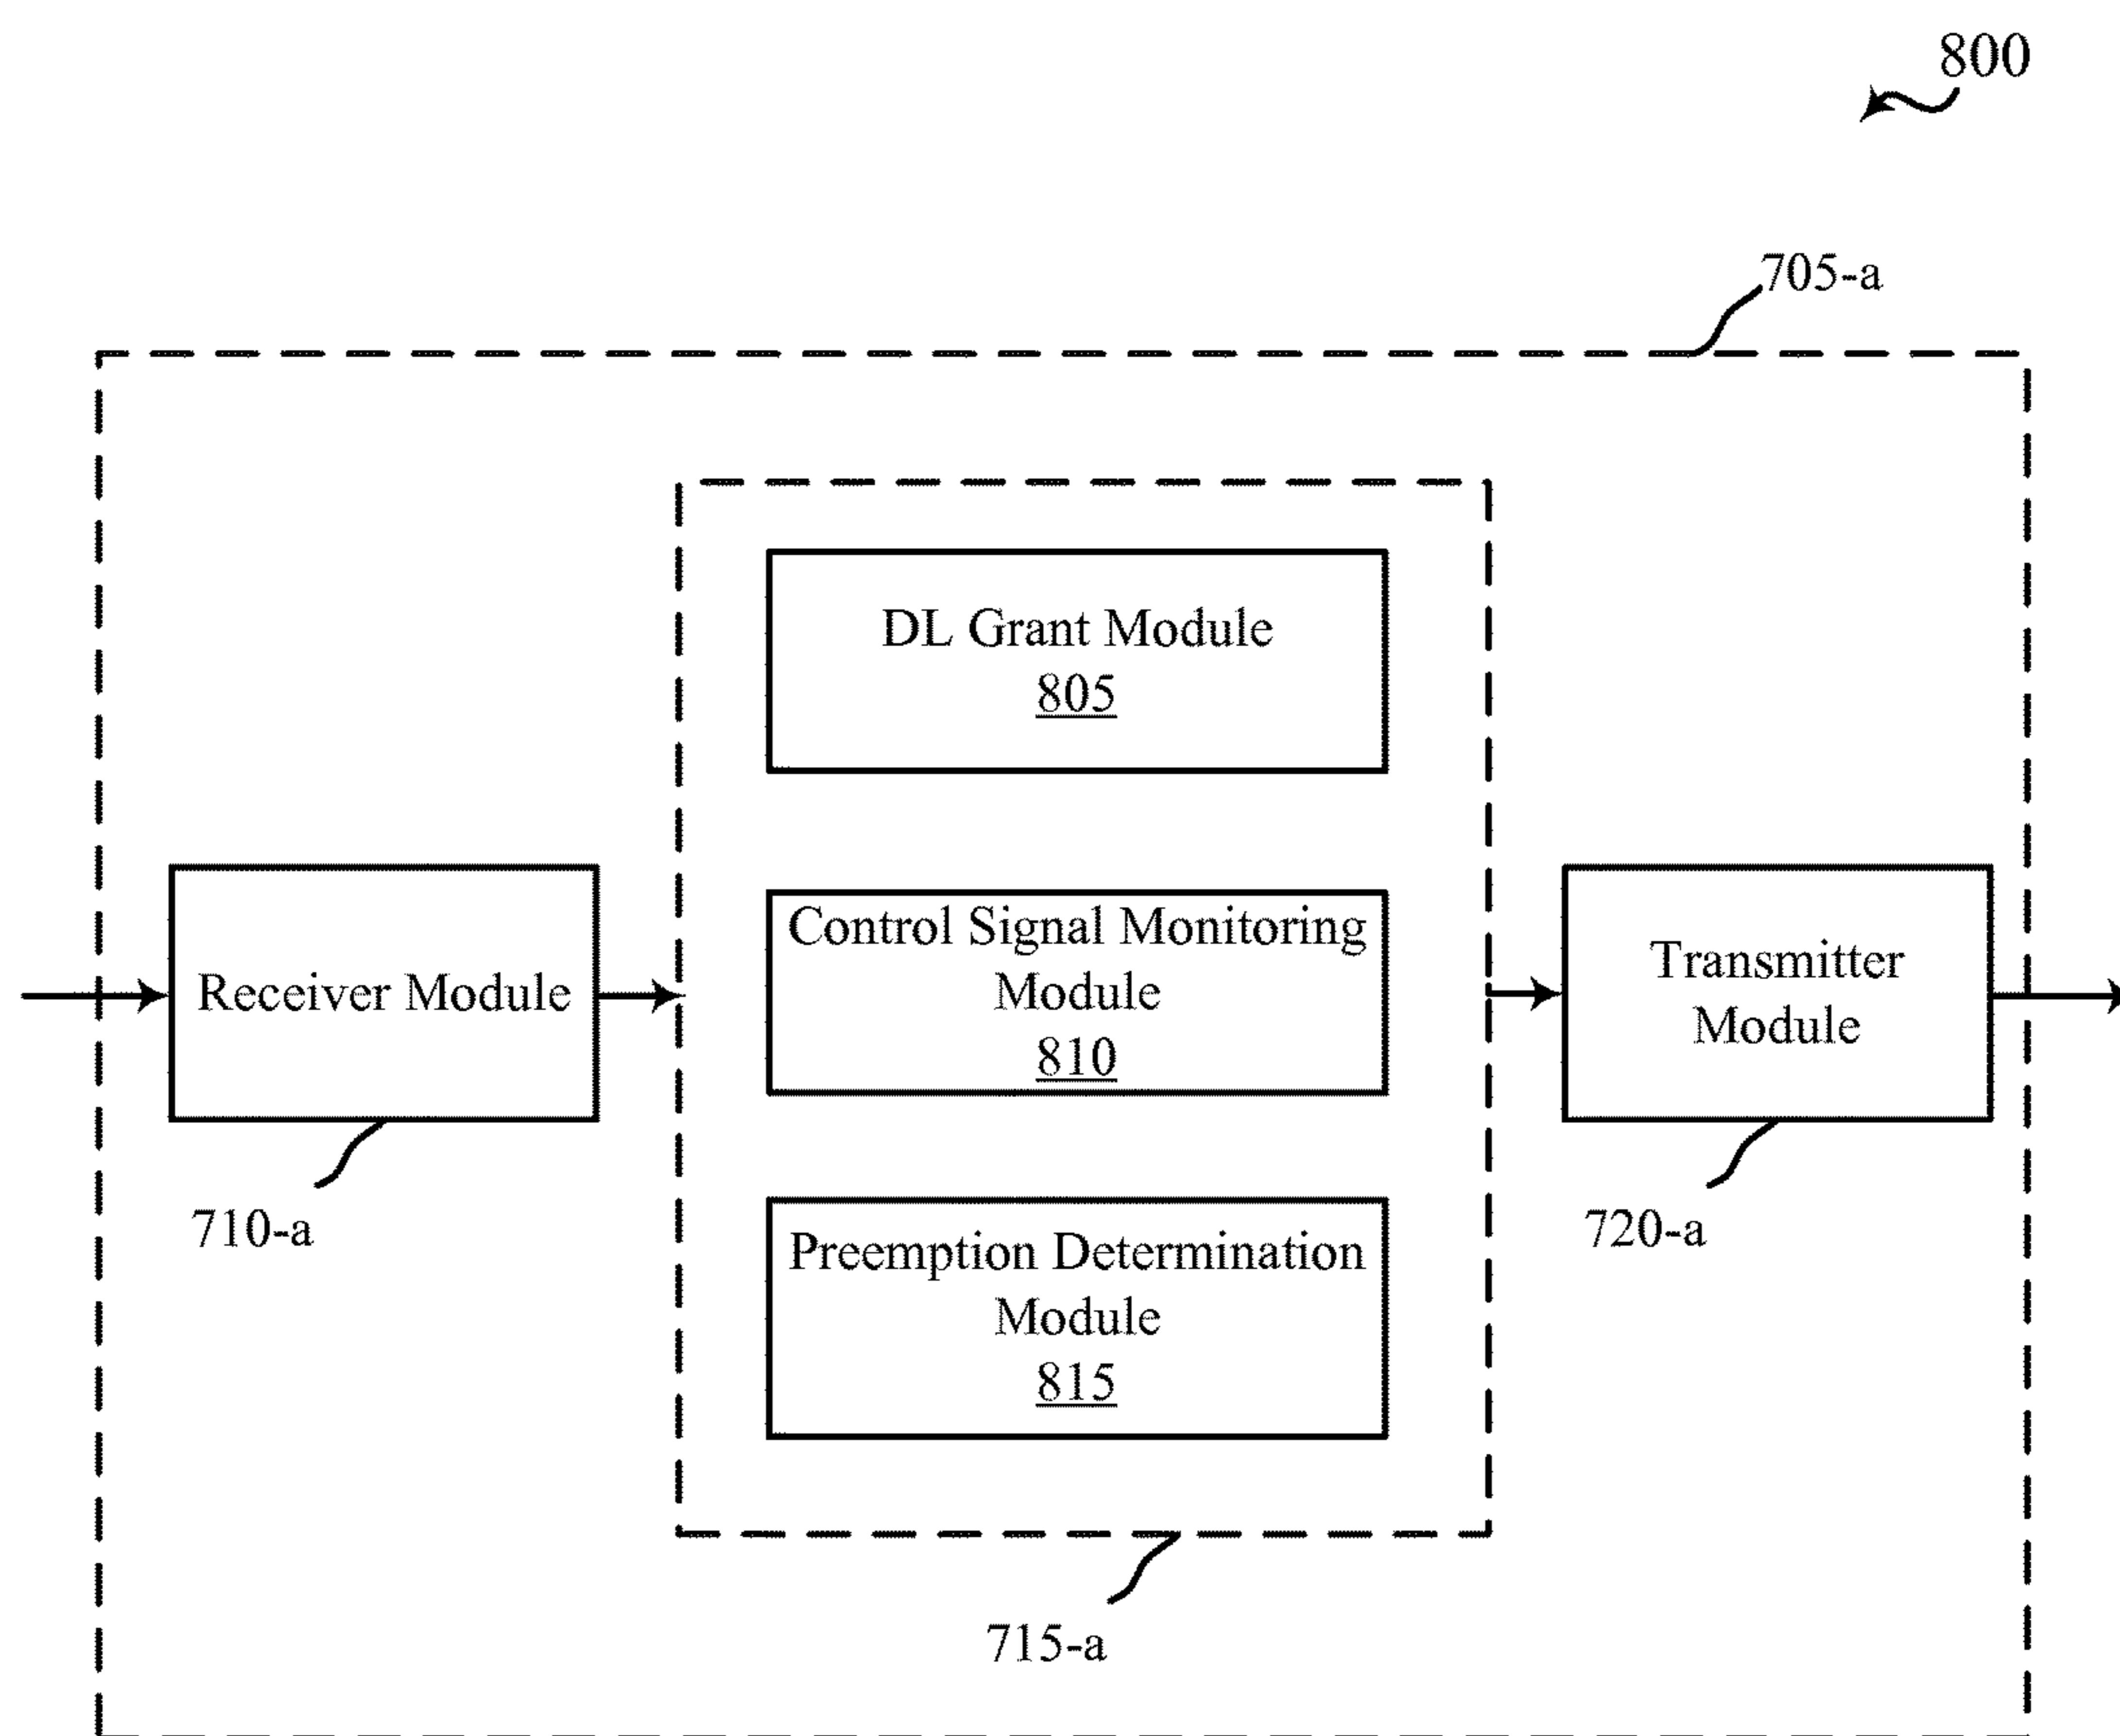 800
705-a
DL Grant Module
805
Control Signal Monitoring
Module
810
Receiver Module
Transmitter
Module
710-a
720-a
Preemption Determination
Module
815
715-a